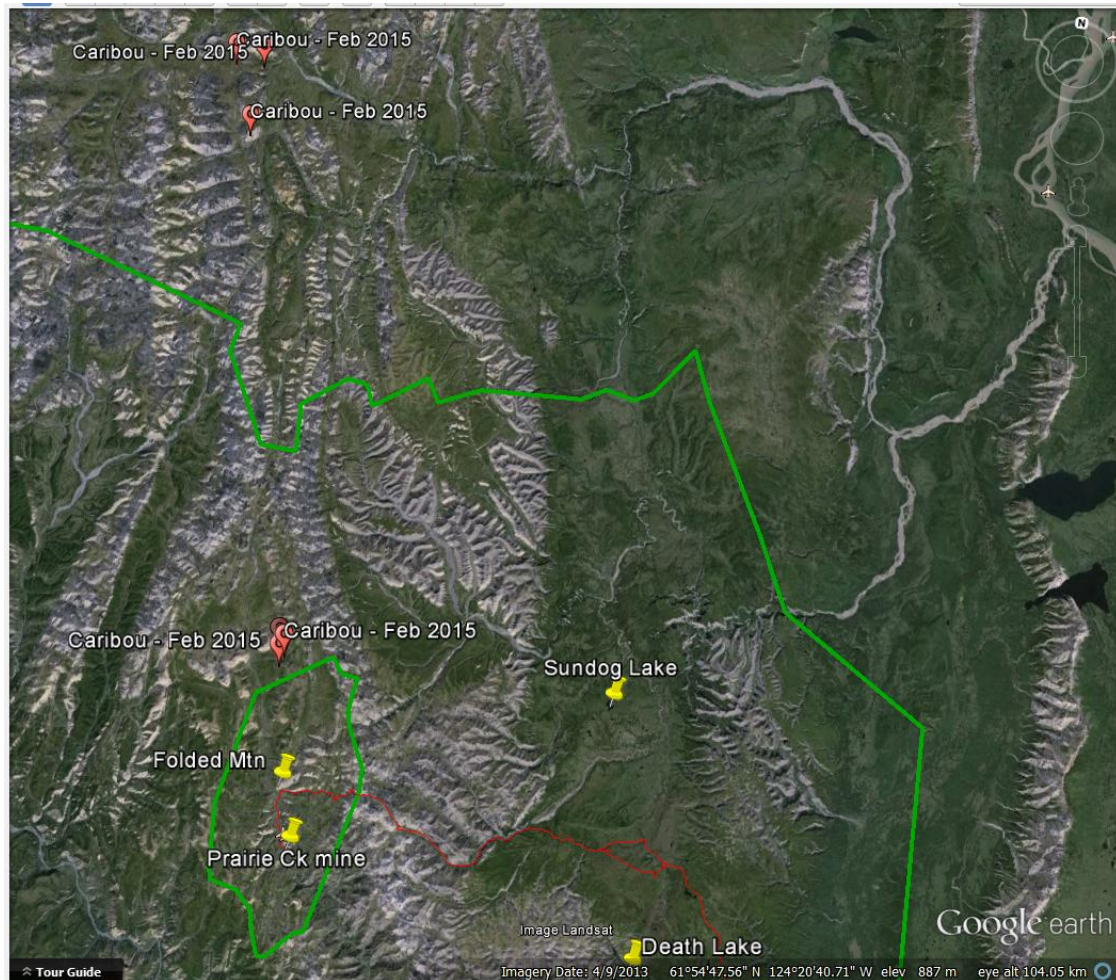 Caribou - Feb 2015
Caribou - Feb 2015
Caribou - Feb 2015
N
Caribou - Feb 2015
Caribou - Feb 2015
Sundog Lake
Folded Mtn
Prairie Ck mine
Google earth
Image Landsat
Death Lake
Tour Guide
Imagery Date: 4/9/2013 61°54'47.56" N 124°20'40.71" W elev 887 m eye alt 104.05 km